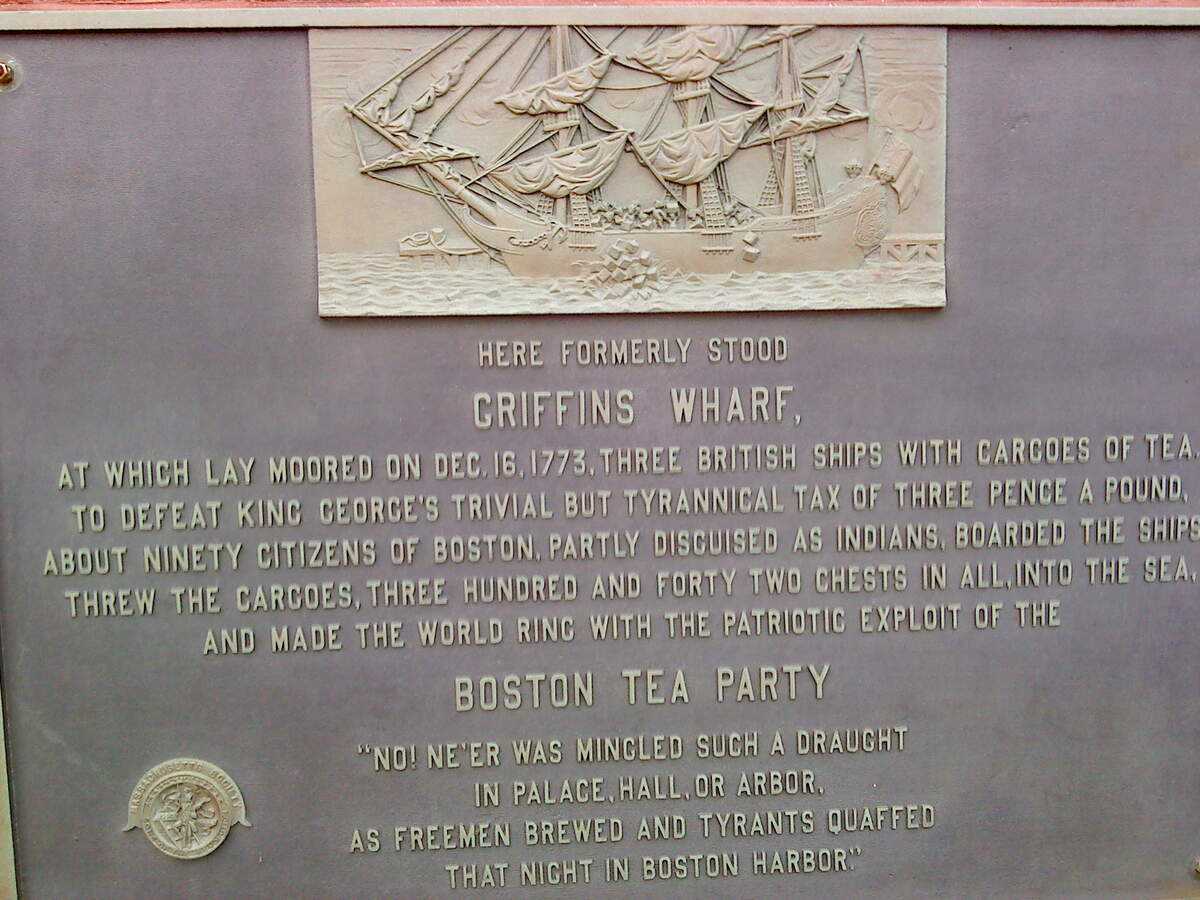 HERE FORMERLY STOOD
GRIFFINS WHARF,
AT WHICH LAY MOORED ON DEC. 16, 1773, THREE BRITISH SHIPS WITH CARGOES OF TEA.
TO DEFEAT KING GEORGE'S TRIVIAL BUT TYRANNICAL TAX OF THREE PENCE A POUND,
ABOUT NINETY CITIZENS OF BOSTON, PARTLY DISGUISED AS INDIANS, BOARDED THE SHIPS
THREW THE CARGOES, THREE HUNDRED AND FORTY TWO CHESTS IN ALL, INTO THE SEA,
AND MADE THE WORLD RING WITH THE PATRIOTIC EXPLOIT OF THE
BOSTON TEA PARTY
"NO! NE'ER WAS MINGLED SUCH A DRAUGHT
IN PALACE, HALL, OR ARBOR,
AS FREEMEN BREWED AND TYRANTS QUAFFED
THAT NIGHT IN BOSTON HARBOR."
MASSACHUSETTS SOCIETY